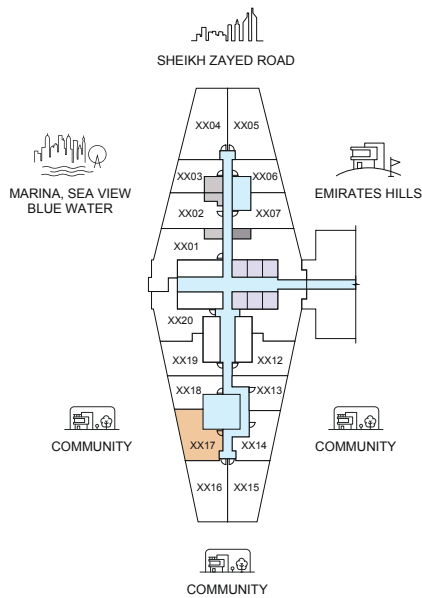 SHEIKH ZAYED ROAD
XX04
XX05
MARINA, SEA VIEW
BLUE WATER
XX03
XX06
EMIRATES HILLS
XX02
XX07
XX01
XX20
XX19
XX12
XX18
XX13
COMMUNITY
XX17
XX14
COMMUNITY
XX16
XX15
COMMUNITY